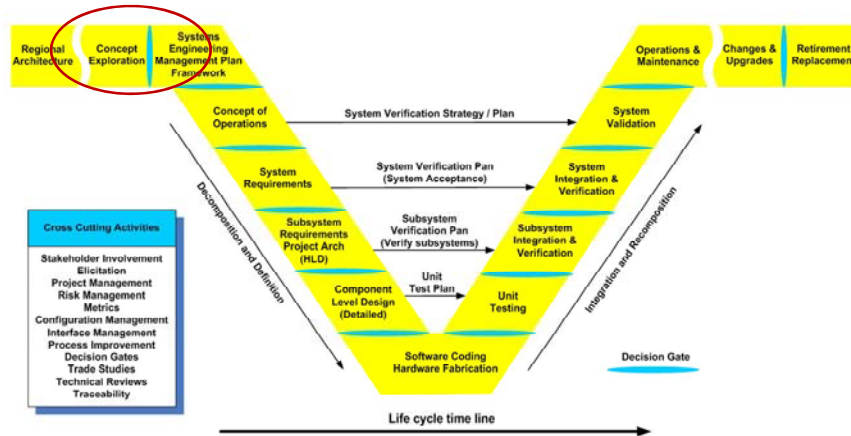 Regional
Architecture
Concept
Exploration
Systems
Engineering
Management Plan
Framework
Operations &
Maintenance
Changes &
Upgrades
Retirement
Replacement
Concept of
Operations
System Verification Strategy / Plan
System
Validation
System
Requirements
System Verification Pan
(System Acceptance)
System
Integration &
Verification
Subsystem
Requirements
Project Arch
(HLD)
Subsystem
Verification Pan
(Verify subsystems)
Subsystem
Integration &
Verification
Component
Level Design
(Detailed)
Unit
Test Plan
Unit
Testing
Software Coding
Hardware Fabrication
Decomposition and Definition
Integration and Recomposition
Cross Cutting Activities
Stakeholder Involvement
Elicitation
Project Management
Risk Management
Metrics
Configuration Management
Interface Management
Process Improvement
Decision Gates
Trade Studies
Technical Reviews
Traceability
Decision Gate
Life cycle time line